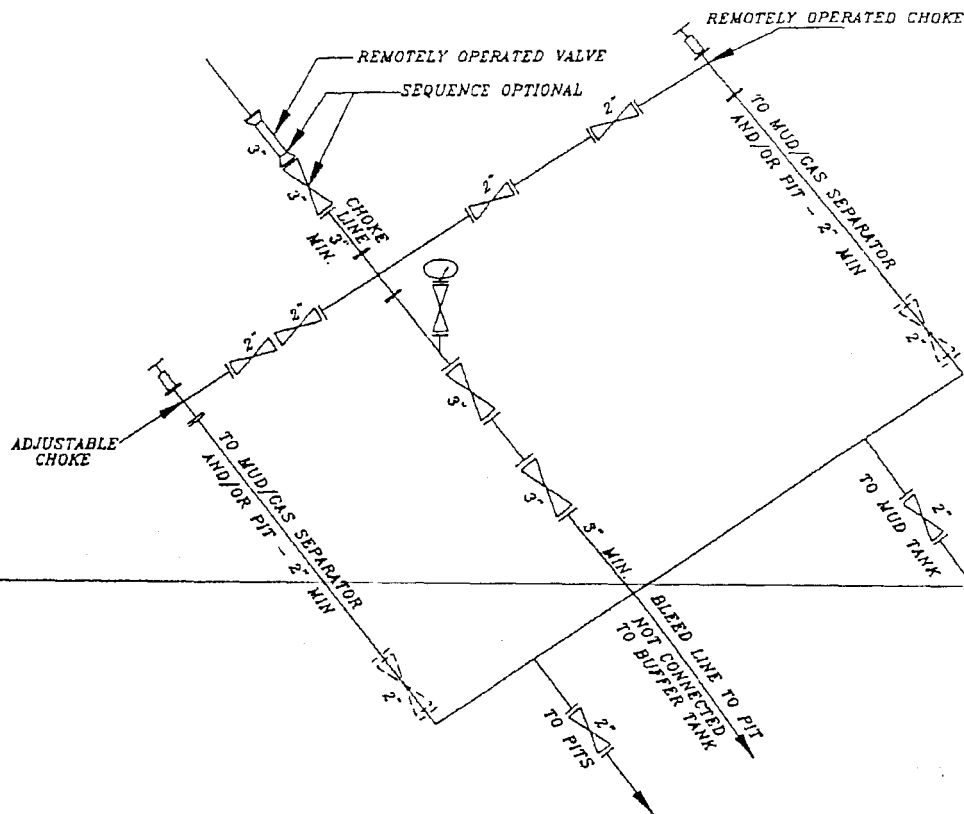 REMOTELY OPERATED CHOKE
REMOTELY OPERATED VALVE
SEQUENCE OPTIONAL
3"
3"
CHOKE
LINE
3"
MIN.
2"
2"
TO MUD/GAS SEPARATOR
AND/OR PIT - 2" MIN
2"
2"
2"
ADJUSTABLE
CHOKE
3"
3"
3" MIN.
TO MUD/GAS SEPARATOR
AND/OR PIT - 2" MIN
2"
2"
TO MUD TANK
BLEED LINE TO PIT
NOT CONNECTED
TO BUFFER TANK
2"
TO PITS